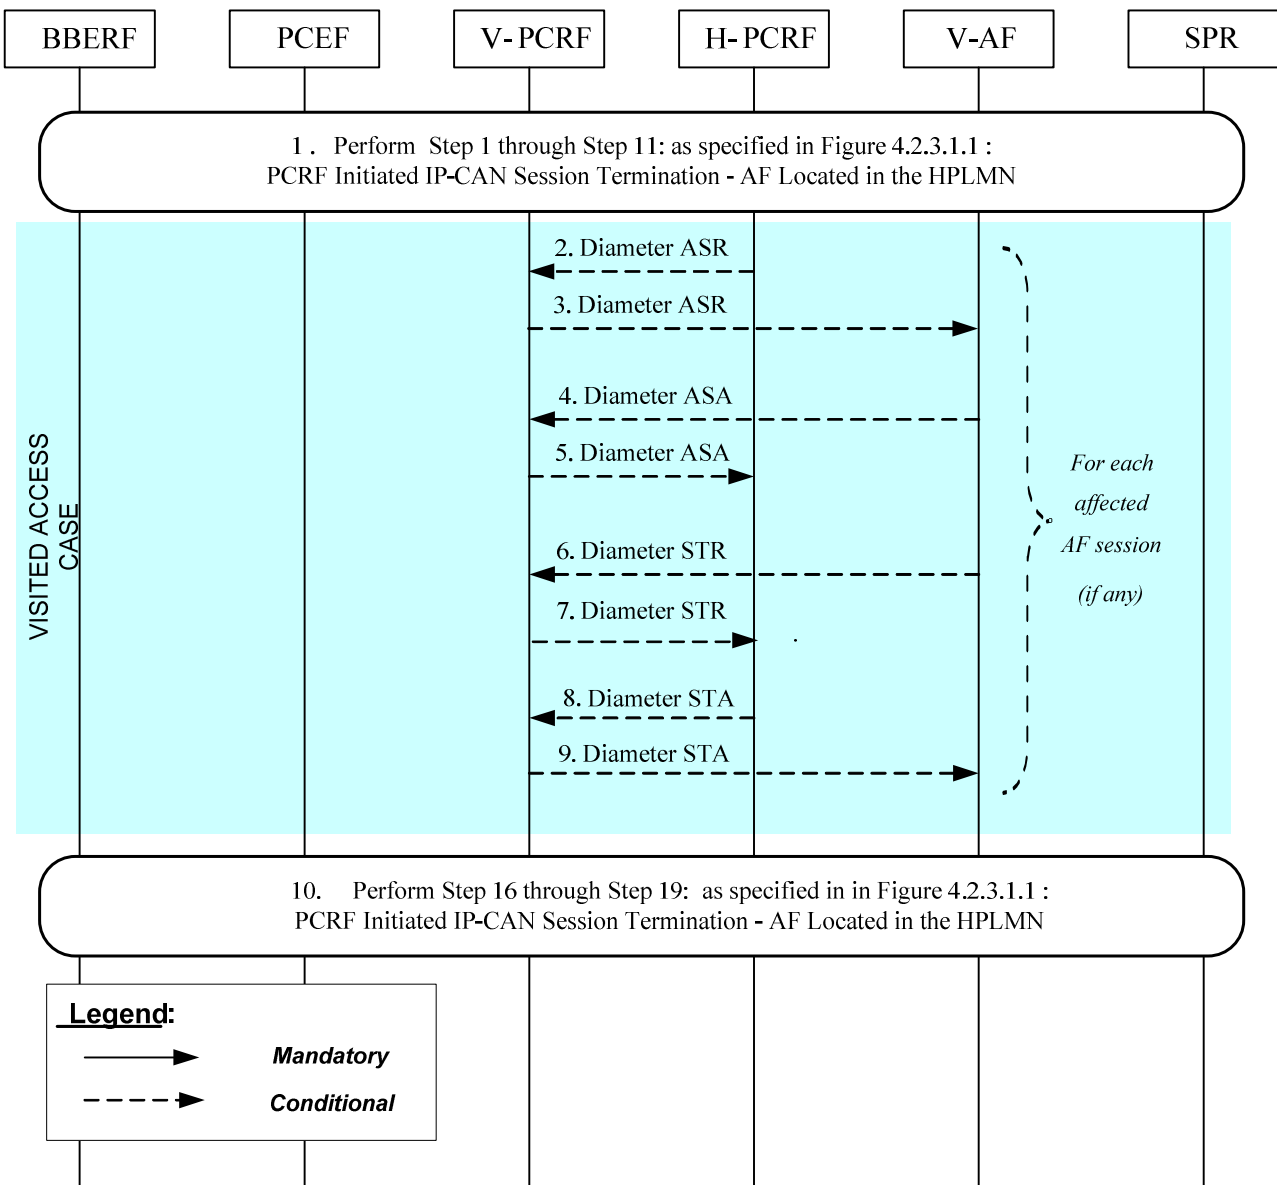 BBERF
PCEF
V-PCRF
H-PCRF
V-AF
SPR
1 . Perform Step 1 through Step 11: as specified in Figure 4.2.3.1.1 :
PCRF Initiated IP-CAN Session Termination - AF Located in the HPLMN
2. Diameter ASR
3. Diameter ASR
4. Diameter ASA
5. Diameter ASA
6. Diameter STR
7. Diameter STR
8. Diameter STA
9. Diameter STA
For each
affected
AF session
(if any)
VISITED ACCESS
CASE
10. Perform Step 16 through Step 19: as specified in in Figure 4.2.3.1.1 :
PCRF Initiated IP-CAN Session Termination - AF Located in the HPLMN
Legend:
Mandatory
Conditional